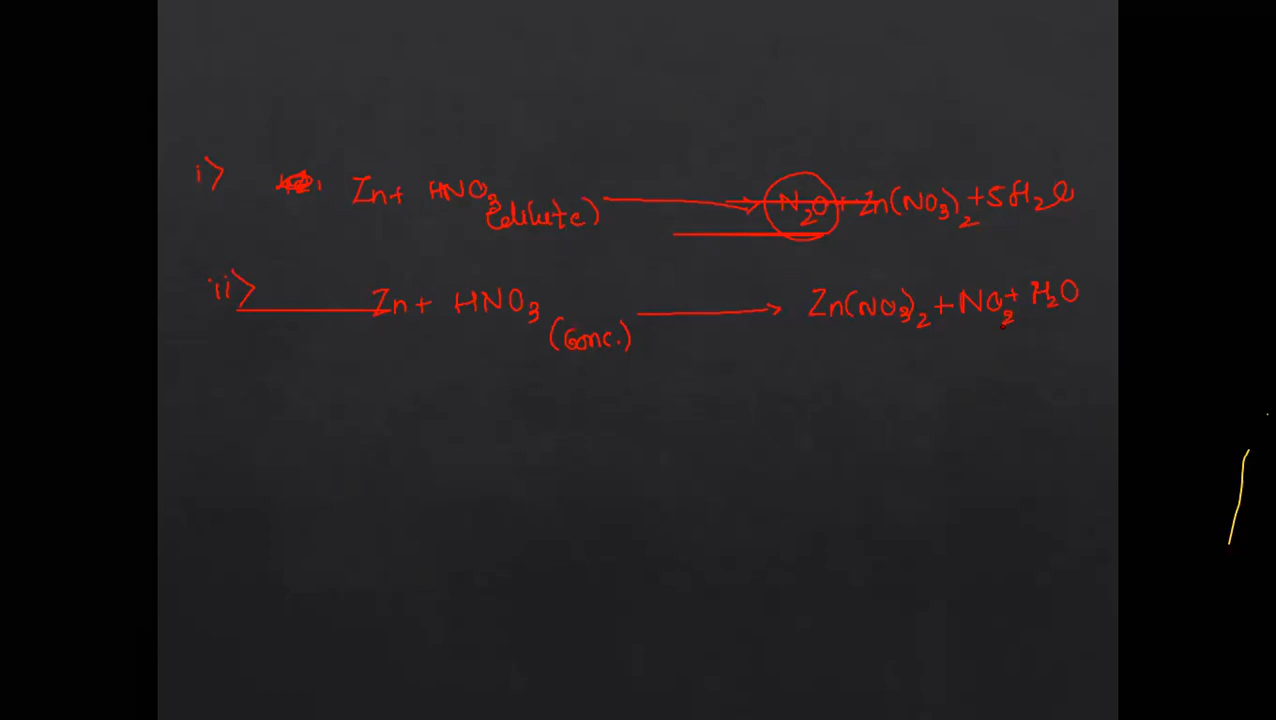 i) Zn + HNO3 (dilute) → N2O + Zn(NO3)2 + 5H2O
ii) Zn + HNO3 (Conc.) → Zn(NO3)2 + NO2 + H2O